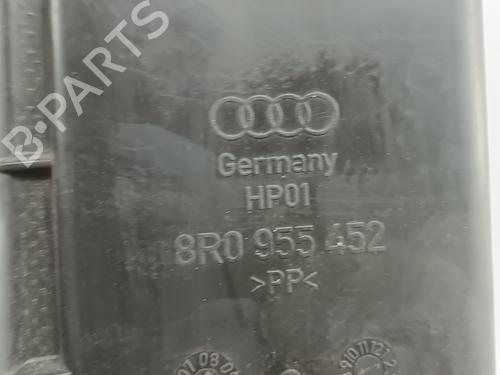 B-PARTS
Germany
HP01
8R0 955 452
>PP<